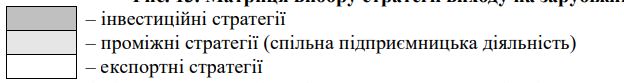 – інвестиційні стратегії
– проміжні стратегії (спільна підприємницька діяльність)
– експортні стратегії